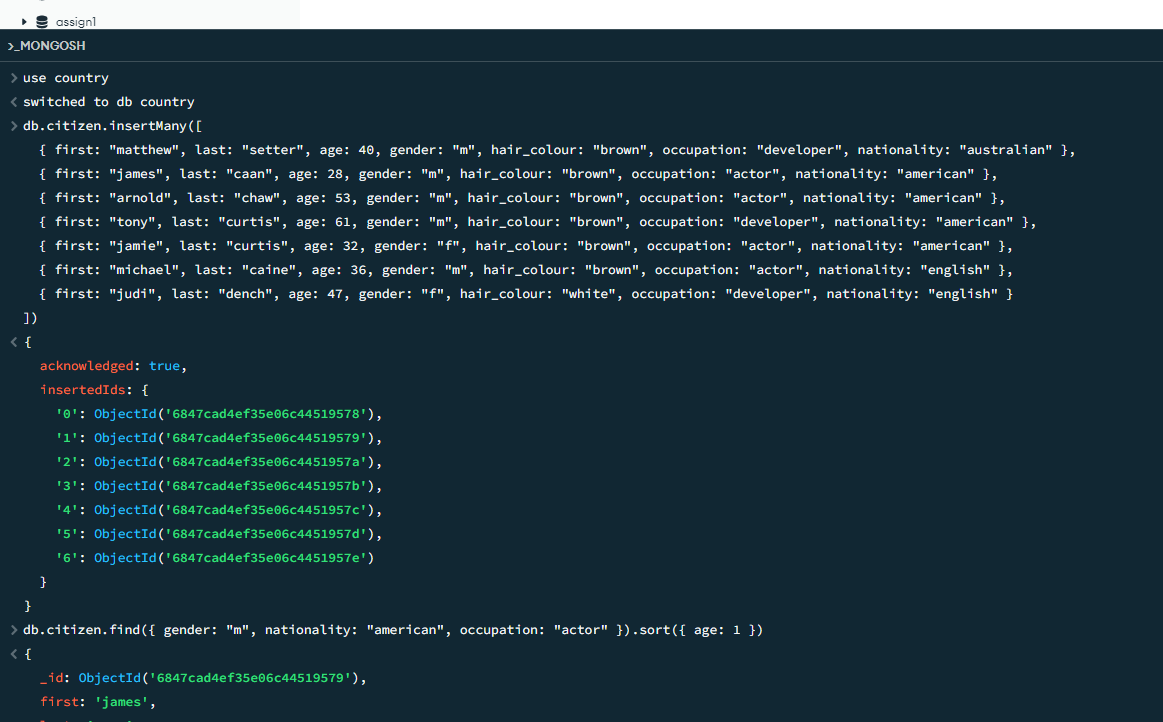 assign1
>_MONGOSH
> use country
< switched to db country
> db.citizen.insertMany([
{ first: "matthew", last: "setter", age: 40, gender: "m", hair_colour: "brown", occupation: "developer", nationality: "australian" },
{ first: "james", last: "caan", age: 28, gender: "m", hair_colour: "brown", occupation: "actor", nationality: "american" },
{ first: "arnold", last: "chaw", age: 53, gender: "m", hair_colour: "brown", occupation: "actor", nationality: "american" },
{ first: "tony", last: "curtis", age: 61, gender: "m", hair_colour: "brown", occupation: "developer", nationality: "american" },
{ first: "jamie", last: "curtis", age: 32, gender: "f", hair_colour: "brown", occupation: "actor", nationality: "american" },
{ first: "michael", last: "caine", age: 36, gender: "m", hair_colour: "brown", occupation: "actor", nationality: "english" },
{ first: "judi", last: "dench", age: 47, gender: "f", hair_colour: "white", occupation: "developer", nationality: "english" }
])
< {
acknowledged: true,
insertedIds: {
'0': ObjectId('6847cad4ef35e06c44519578'),
'1': ObjectId('6847cad4ef35e06c44519579'),
'2': ObjectId('6847cad4ef35e06c4451957a'),
'3': ObjectId('6847cad4ef35e06c4451957b'),
'4': ObjectId('6847cad4ef35e06c4451957c'),
'5': ObjectId('6847cad4ef35e06c4451957d'),
'6': ObjectId('6847cad4ef35e06c4451957e')
}
}
> db.citizen.find({ gender: "m", nationality: "american", occupation: "actor" }).sort({ age: 1 })
< {
_id: ObjectId('6847cad4ef35e06c44519579'),
first: 'james',